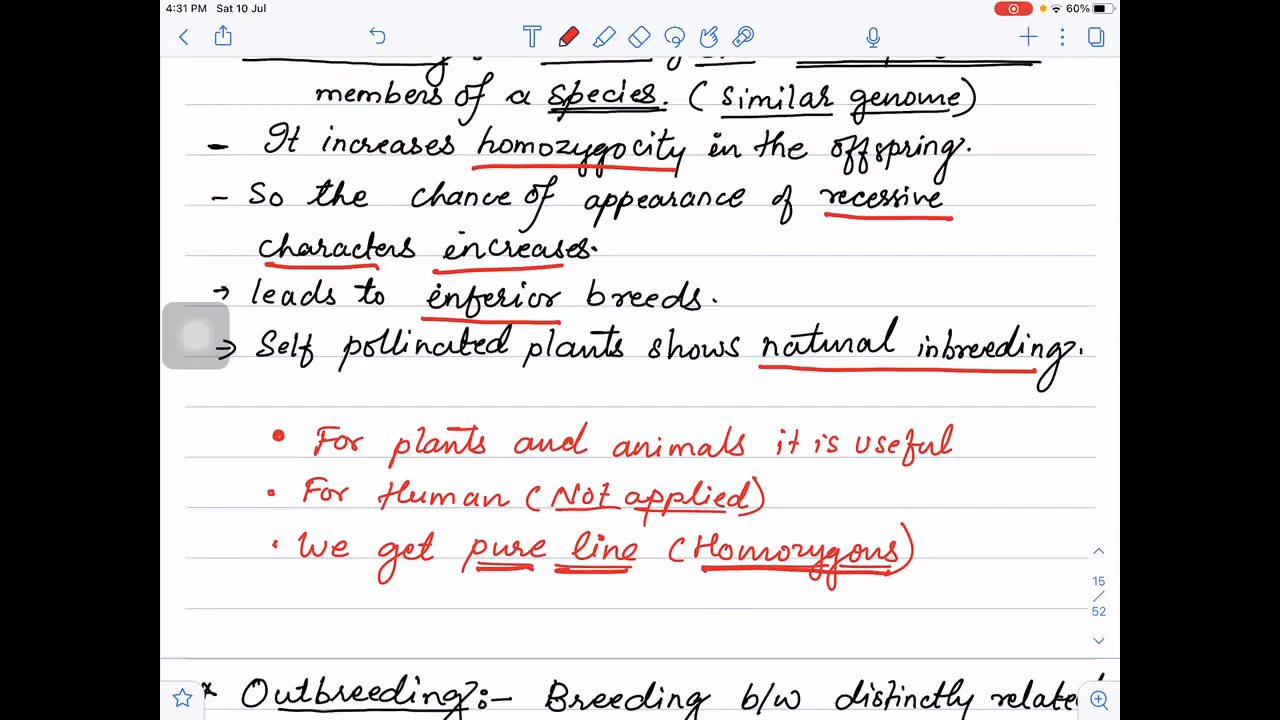 4:31 PM Sat 10 Jul
60%
T
members of a species. (similar genome)
- It increases homozygocity in the offspring.
- So the chance of appearance of recessive
characters increases.
→ leads to inferior breeds.
→ Self pollinated plants shows natural inbreeding.
• For plants and animals it is useful
• For Human (Not applied)
• We get pure line (Homozygous)
15
/
52
* Outbreeding:- Breeding b/w distinctly related